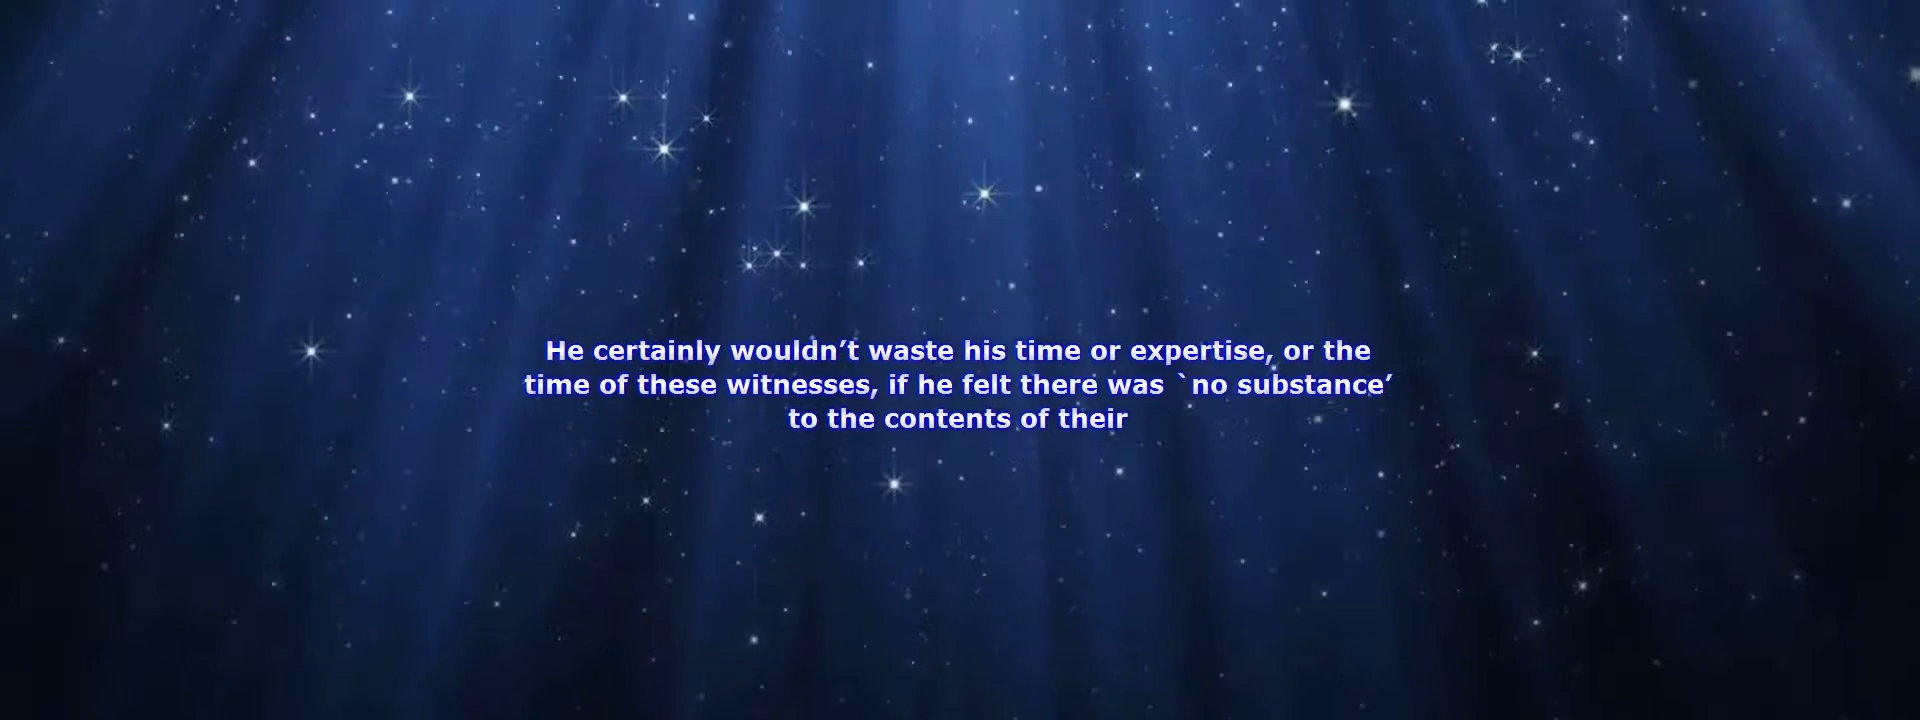 He certainly wouldn’t waste his time or expertise, or the
time of these witnesses, if he felt there was `no substance’
to the contents of their